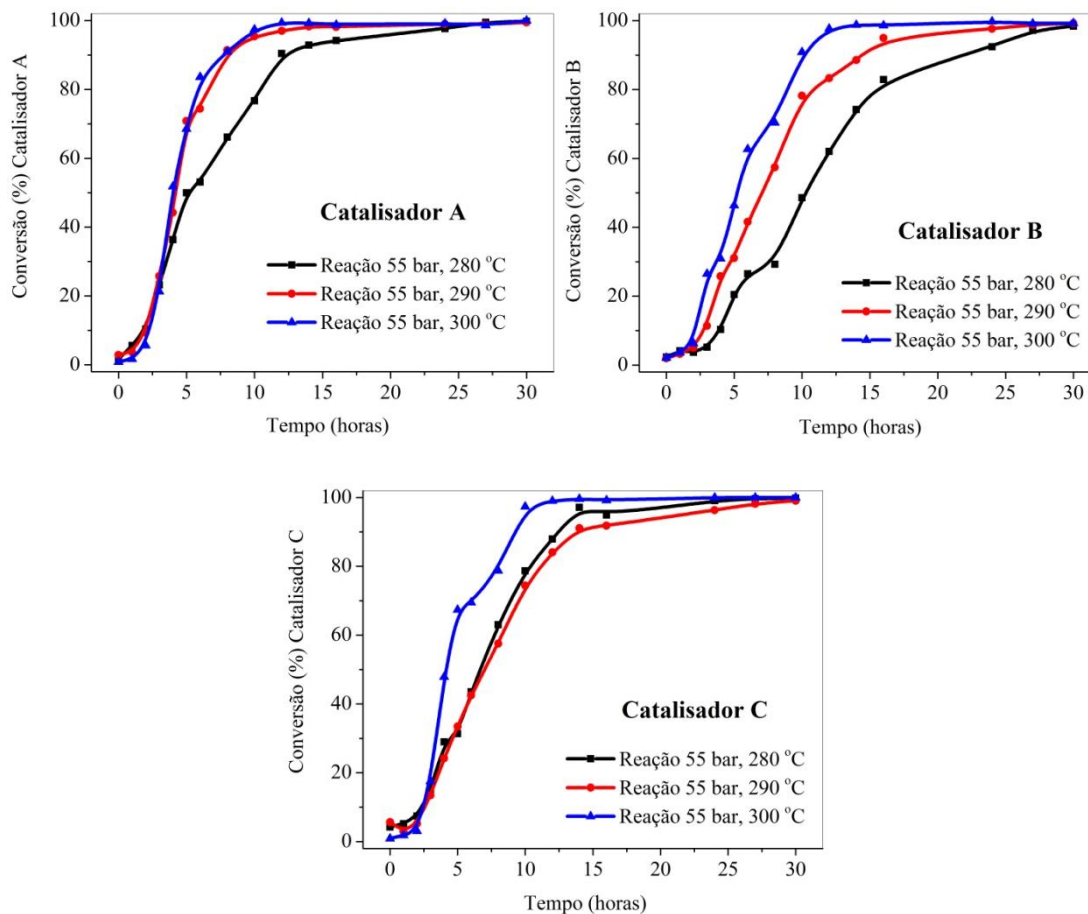 Conversão (%) Catalisador A
100
80
60
40
20
0
Catalisador A
Reação 55 bar, 280 °C
Reação 55 bar, 290 °C
Reação 55 bar, 300 °C
0 5 10 15 20 25 30
Tempo (horas)
Conversão (%) Catalisador B
100
80
60
40
20
0
Catalisador B
Reação 55 bar, 280 °C
Reação 55 bar, 290 °C
Reação 55 bar, 300 °C
0 5 10 15 20 25 30
Tempo (horas)
Conversão (%) Catalisador C
100
80
60
40
20
0
Catalisador C
Reação 55 bar, 280 °C
Reação 55 bar, 290 °C
Reação 55 bar, 300 °C
0 5 10 15 20 25 30
Tempo (horas)